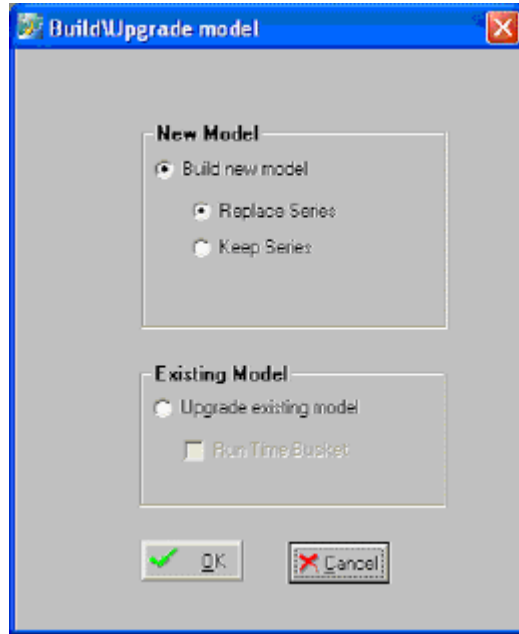 Build\Upgrade model
New Model
Build new model
Replace Series
Keep Series
Existing Model
Upgrade existing model
Run Time Bucket
OK
Cancel